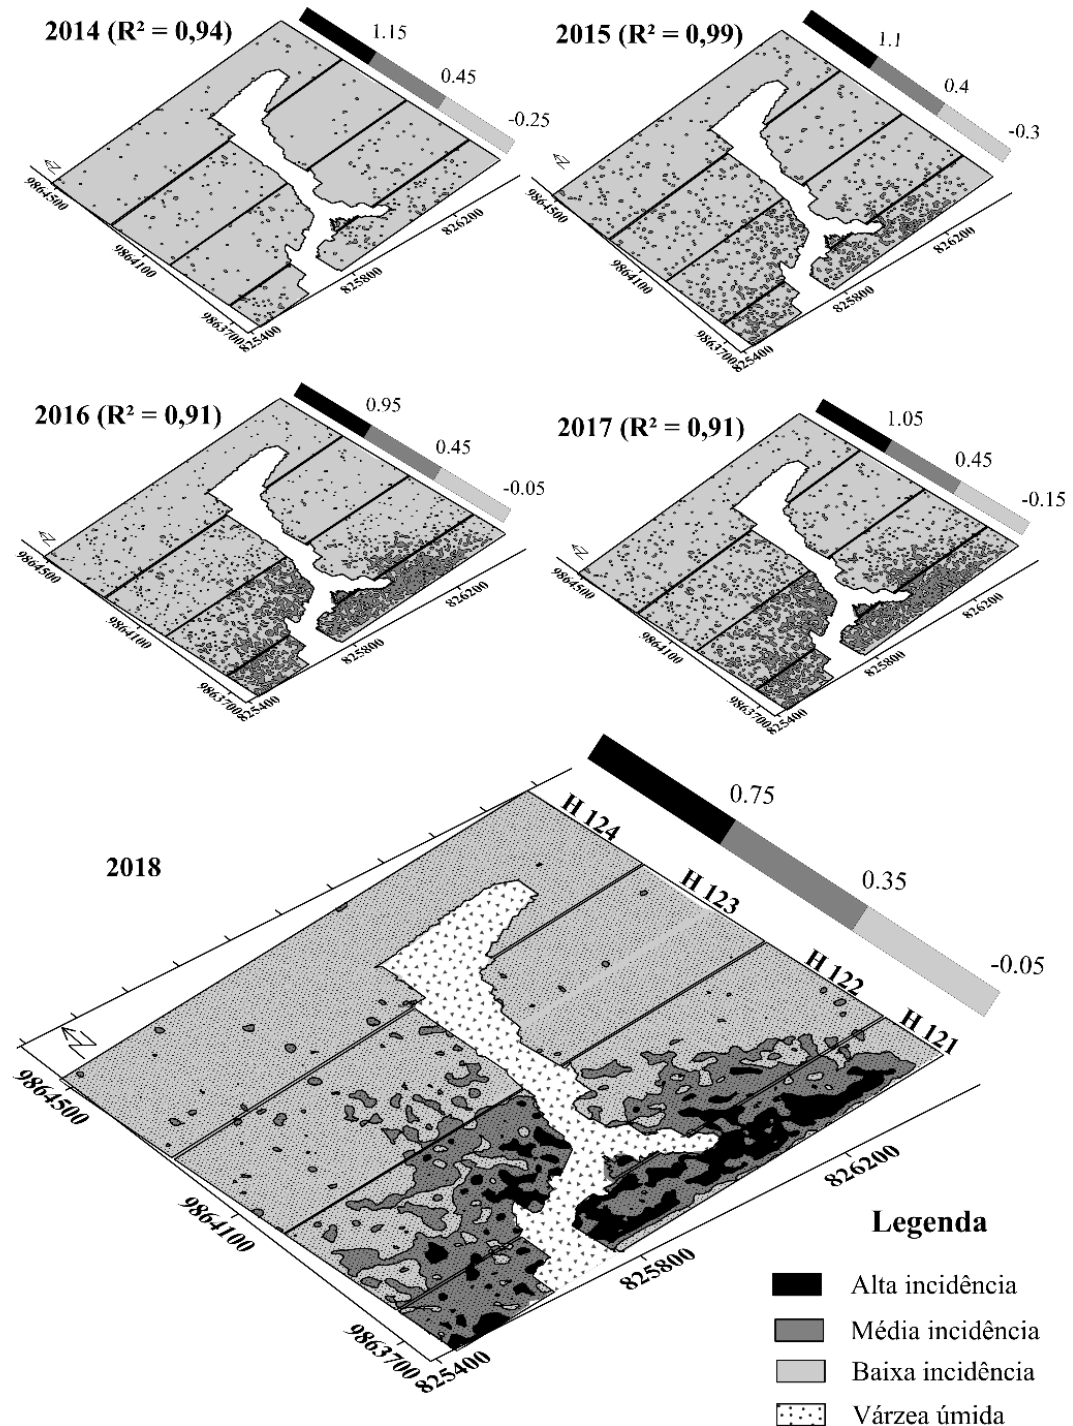 2014 (R² = 0,94)
1.15
0.45
-0.25
N
9864500
9864100
9863700
825400
825800
826200
2015 (R² = 0,99)
1.1
0.4
-0.3
N
9864500
9864100
9863700
825400
825800
826200
2016 (R² = 0,91)
0.95
0.45
-0.05
N
9864500
9864100
9863700
825400
825800
826200
2017 (R² = 0,91)
1.05
0.45
-0.15
N
9864500
9864100
9863700
825400
825800
826200
2018
0.75
0.35
-0.05
H 124
H 123
H 122
H 121
N
9864500
9864100
9863700
825400
825800
826200
Legenda
Alta incidência
Média incidência
Baixa incidência
Várzea úmida